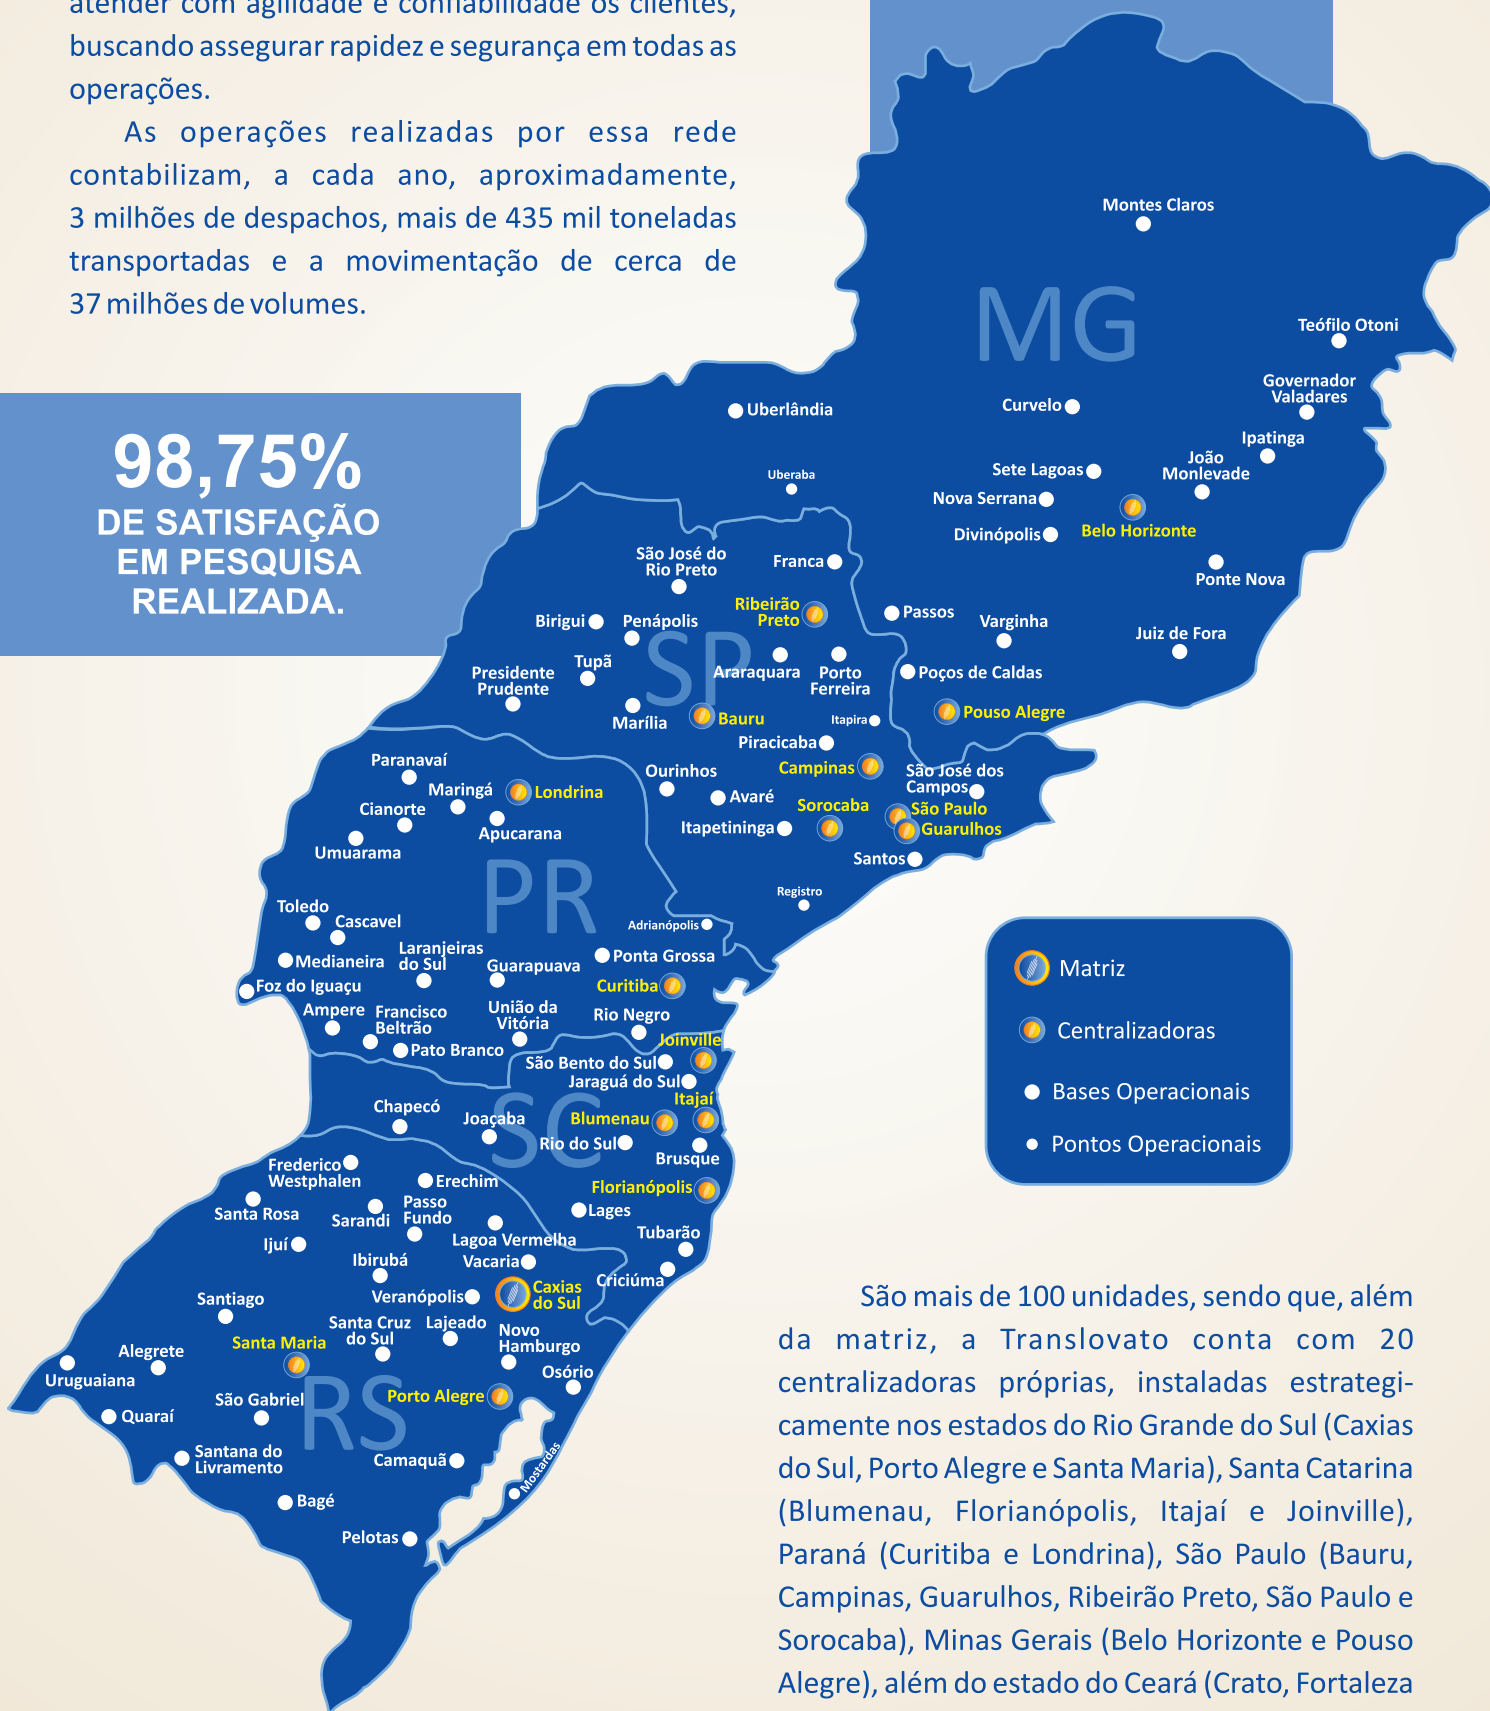 atender com agilidade e confiabilidade os clientes,
buscando assegurar rapidez e segurança em todas as
operações.
As operações realizadas por essa rede
contabilizam, a cada ano, aproximadamente,
3 milhões de despachos, mais de 435 mil toneladas
transportadas e a movimentação de cerca de
37 milhões de volumes.
98,75%
DE SATISFAÇÃO
EM PESQUISA
REALIZADA.
MG
Montes Claros
Teófilo Otoni
Governador
Valadares
Uberlândia
Curvelo
Ipatinga
João
Monlevade
Uberaba
Sete Lagoas
Nova Serrana
Belo Horizonte
Divinópolis
Ponte Nova
Passos
Varginha
Juiz de Fora
Poços de Caldas
Pouso Alegre
SP
São José do
Rio Preto
Franca
Ribeirão
Preto
Birigui
Penápolis
Tupã
Araraquara
Porto
Ferreira
Presidente
Prudente
Marília
Bauru
Itapira
Piracicaba
Campinas
Ourinhos
São José dos
Campos
Avaré
Sorocaba
São Paulo
Itapetininga
Guarulhos
Santos
Registro
PR
Paranavaí
Maringá
Londrina
Cianorte
Apucarana
Umuarama
Toledo
Cascavel
Adrianópolis
Medianeira
Laranjeiras
do Sul
Guarapuava
Ponta Grossa
Foz do Iguaçu
Curitiba
Ampere
Francisco
Beltrão
União da
Vitória
Rio Negro
Pato Branco
SC
Joinville
São Bento do Sul
Jaraguá do Sul
Itajaí
Chapecó
Joaçaba
Blumenau
Rio do Sul
Brusque
Florianópolis
Lages
Tubarão
Criciúma
RS
Frederico
Westphalen
Erechim
Santa Rosa
Sarandi
Passo
Fundo
Lagoa Vermelha
Ijuí
Ibirubá
Vacaria
Santiago
Veranópolis
Caxias
do Sul
Santa Cruz
do Sul
Lajeado
Novo
Hamburgo
Santa Maria
Alegrete
Uruguaiana
Osório
São Gabriel
Porto Alegre
Quaraí
Santana do
Livramento
Camaquã
Mostardas
Bagé
Pelotas
Matriz
Centralizadoras
Bases Operacionais
Pontos Operacionais
São mais de 100 unidades, sendo que, além
da matriz, a Translovato conta com 20
centralizadoras próprias, instaladas estrategi-
camente nos estados do Rio Grande do Sul (Caxias
do Sul, Porto Alegre e Santa Maria), Santa Catarina
(Blumenau, Florianópolis, Itajaí e Joinville),
Paraná (Curitiba e Londrina), São Paulo (Bauru,
Campinas, Guarulhos, Ribeirão Preto, São Paulo e
Sorocaba), Minas Gerais (Belo Horizonte e Pouso
Alegre), além do estado do Ceará (Crato, Fortaleza